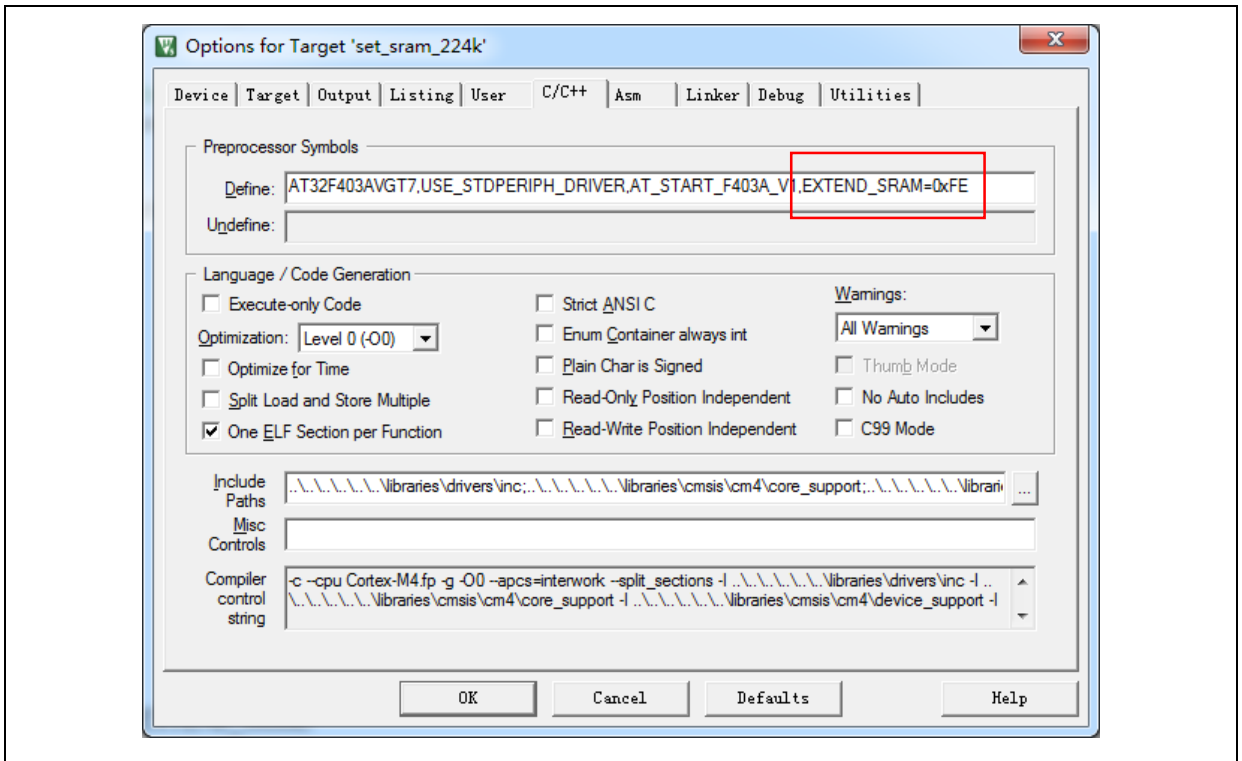 Options for Target 'set_sram_224k'
Device Target Output Listing User C/C++ Asm Linker Debug Utilities
Preprocessor Symbols
Define: AT32F403AVGT7,USE_STDPERIPH_DRIVER,AT_START_F403A_V1,EXTEND_SRAM=0xFE
Undefine:
Language / Code Generation
Execute-only Code
Optimization: Level 0 (-O0)
Optimize for Time
Split Load and Store Multiple
One ELF Section per Function
Strict ANSI C
Enum Container always int
Plain Char is Signed
Read-Only Position Independent
Read-Write Position Independent
Warnings:
All Warnings
Thumb Mode
No Auto Includes
C99 Mode
Include Paths ..\..\..\..\..\..\libraries\drivers\inc;..\..\..\..\..\..\libraries\cmsis\cm4\core_support;..\..\..\..\..\..\librari ...
Misc Controls
Compiler control string -c --cpu Cortex-M4.fp -g -O0 --apcs=interwork --split_sections -I ..\..\..\..\..\..\libraries\drivers\inc -I ..
\..\..\..\..\..\libraries\cmsis\cm4\core_support -I ..\..\..\..\..\..\libraries\cmsis\cm4\device_support -I
OK Cancel Defaults Help